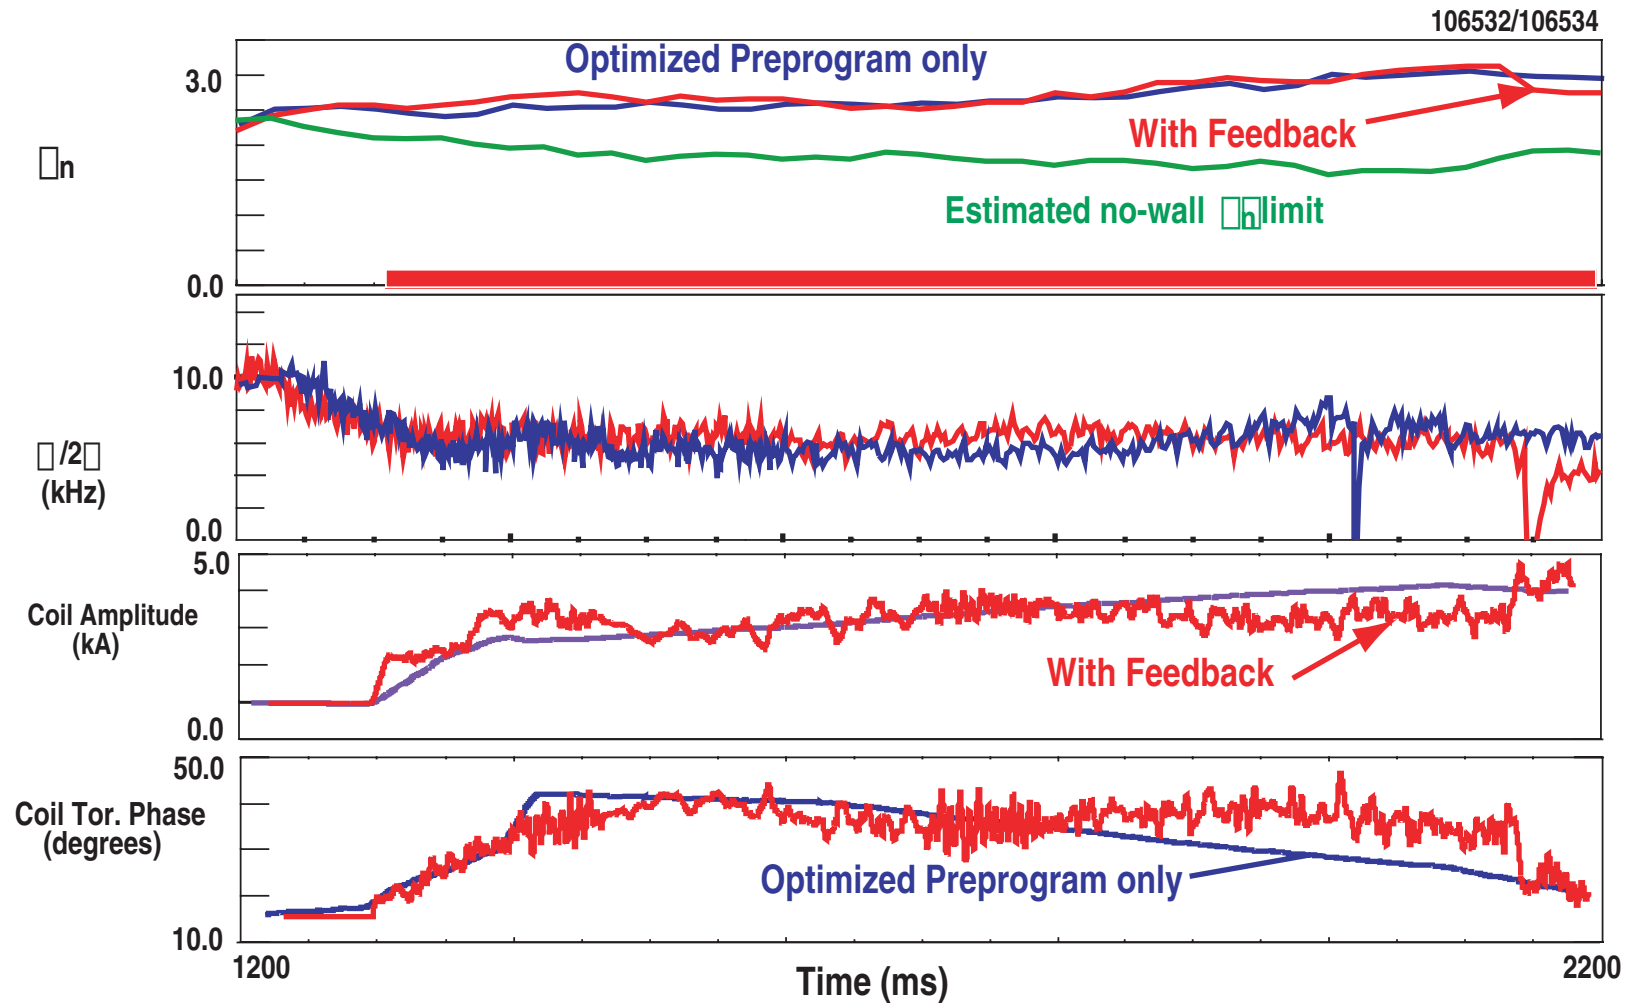 106532/106534
Optimized Preprogram only
3.0
With Feedback
□n
Estimated no-wall □n limit
0.0
10.0
□/2□
(kHz)
0.0
5.0
Coil Amplitude
(kA)
With Feedback
0.0
50.0
Coil Tor. Phase
(degrees)
Optimized Preprogram only
10.0
1200
2200
Time (ms)